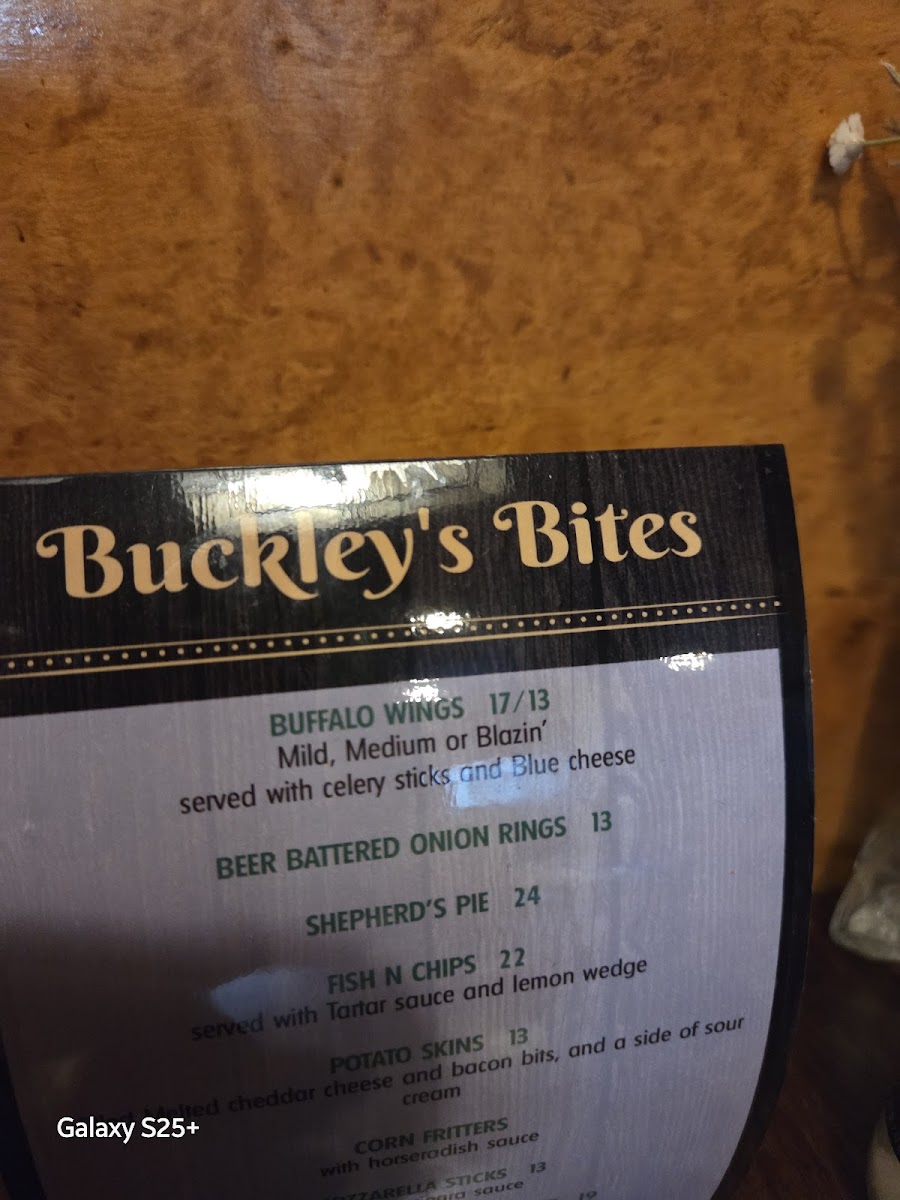 Buckley's Bites
BUFFALO WINGS 17/13
Mild, Medium or Blazin'
served with celery sticks and Blue cheese
BEER BATTERED ONION RINGS 13
SHEPHERD'S PIE 24
FISH N CHIPS 22
served with Tartar sauce and lemon wedge
POTATO SKINS 13
Melted cheddar cheese and bacon bits, and a side of sour
cream
CORN FRITTERS
with horseradish sauce
STICKS 13
sauce
19
Galaxy S25+